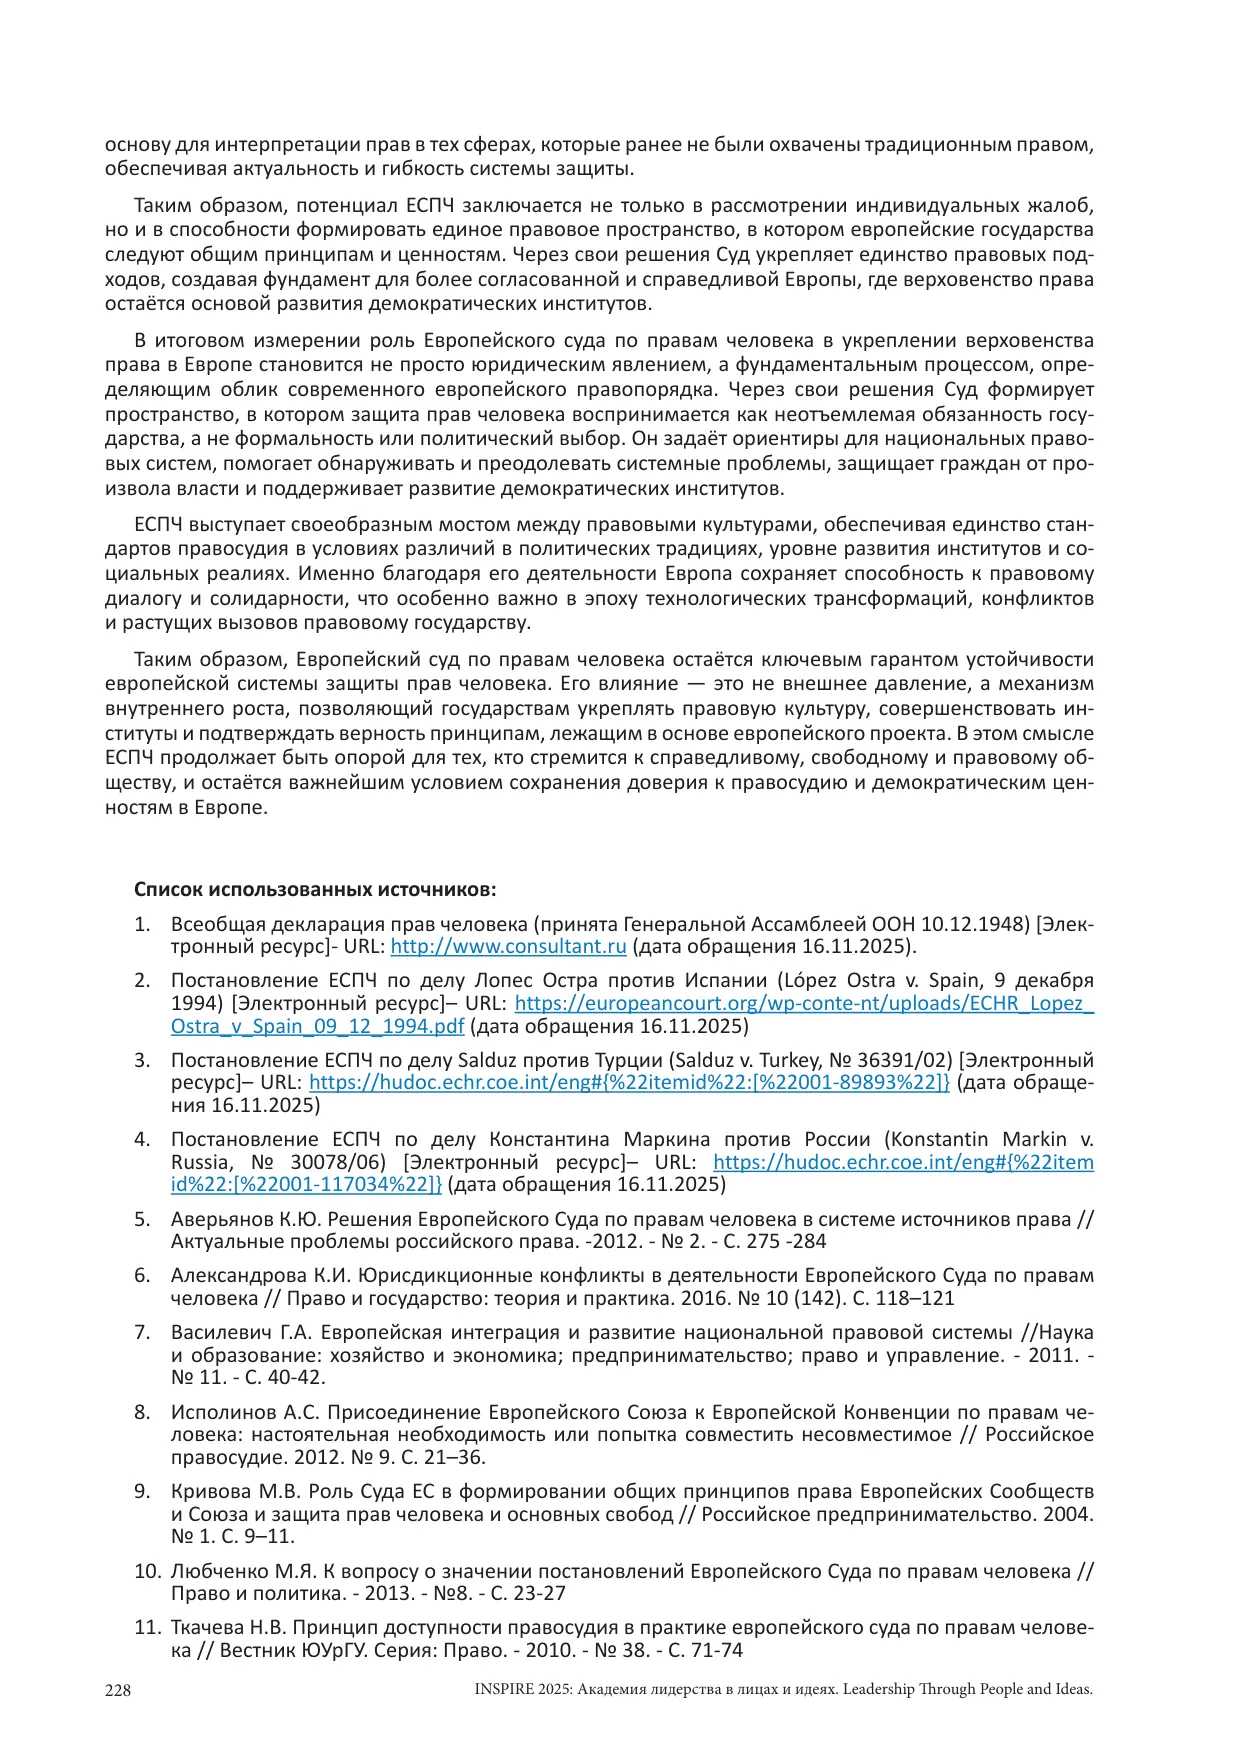 основу для интерпретации прав в тех сферах, которые ранее не были охвачены традиционным правом,
обеспечивая актуальность и гибкость системы защиты.
Таким образом, потенциал ЕСПЧ заключается не только в рассмотрении индивидуальных жалоб,
но и в способности формировать единое правовое пространство, в котором европейские государства
следуют общим принципам и ценностям. Через свои решения Суд укрепляет единство правовых под-
ходов, создавая фундамент для более согласованной и справедливой Европы, где верховенство права
остаётся основой развития демократических институтов.
В итоговом измерении роль Европейского суда по правам человека в укреплении верховенства
права в Европе становится не просто юридическим явлением, а фундаментальным процессом, опре-
деляющим облик современного европейского правопорядка. Через свои решения Суд формирует
пространство, в котором защита прав человека воспринимается как неотъемлемая обязанность госу-
дарства, а не формальность или политический выбор. Он задаёт ориентиры для национальных право-
вых систем, помогает обнаруживать и преодолевать системные проблемы, защищает граждан от про-
извола власти и поддерживает развитие демократических институтов.
ЕСПЧ выступает своеобразным мостом между правовыми культурами, обеспечивая единство стан-
дартов правосудия в условиях различий в политических традициях, уровне развития институтов и со-
циальных реалиях. Именно благодаря его деятельности Европа сохраняет способность к правовому
диалогу и солидарности, что особенно важно в эпоху технологических трансформаций, конфликтов
и растущих вызовов правовому государству.
Таким образом, Европейский суд по правам человека остаётся ключевым гарантом устойчивости
европейской системы защиты прав человека. Его влияние — это не внешнее давление, а механизм
внутреннего роста, позволяющий государствам укреплять правовую культуру, совершенствовать ин-
ституты и подтверждать верность принципам, лежащим в основе европейского проекта. В этом смысле
ЕСПЧ продолжает быть опорой для тех, кто стремится к справедливому, свободному и правовому об-
ществу, и остаётся важнейшим условием сохранения доверия к правосудию и демократическим цен-
ностям в Европе.
Список использованных источников:
1. Всеобщая декларация прав человека (принята Генеральной Ассамблеей ООН 10.12.1948) [Элек-
тронный ресурс]- URL: http://www.consultant.ru (дата обращения 16.11.2025).
2. Постановление ЕСПЧ по делу Лопес Остра против Испании (López Ostra v. Spain, 9 декабря
1994) [Электронный ресурс]– URL: https://europeancourt.org/wp-conte-nt/uploads/ECHR_Lopez_
Ostra_v_Spain_09_12_1994.pdf (дата обращения 16.11.2025)
3. Постановление ЕСПЧ по делу Salduz против Турции (Salduz v. Turkey, № 36391/02) [Электронный
ресурс]– URL: https://hudoc.echr.coe.int/eng#{%22itemid%22:[%22001-89893%22]} (дата обраще-
ния 16.11.2025)
4. Постановление ЕСПЧ по делу Константина Маркина против России (Konstantin Markin v.
Russia, № 30078/06) [Электронный ресурс]– URL: https://hudoc.echr.coe.int/eng#{%22item
id%22:[%22001-117034%22]} (дата обращения 16.11.2025)
5. Аверьянов К.Ю. Решения Европейского Суда по правам человека в системе источников права //
Актуальные проблемы российского права. -2012. - № 2. - С. 275 -284
6. Александрова К.И. Юрисдикционные конфликты в деятельности Европейского Суда по правам
человека // Право и государство: теория и практика. 2016. № 10 (142). С. 118–121
7. Василевич Г.А. Европейская интеграция и развитие национальной правовой системы //Наука
и образование: хозяйство и экономика; предпринимательство; право и управление. - 2011. -
№ 11. - С. 40-42.
8. Исполинов А.С. Присоединение Европейского Союза к Европейской Конвенции по правам че-
ловека: настоятельная необходимость или попытка совместить несовместимое // Российское
правосудие. 2012. № 9. С. 21–36.
9. Кривова М.В. Роль Суда ЕС в формировании общих принципов права Европейских Сообществ
и Союза и защита прав человека и основных свобод // Российское предпринимательство. 2004.
№ 1. С. 9–11.
10. Любченко М.Я. К вопросу о значении постановлений Европейского Суда по правам человека //
Право и политика. - 2013. - №8. - С. 23-27
11. Ткачева Н.В. Принцип доступности правосудия в практике европейского суда по правам челове-
ка // Вестник ЮУрГУ. Серия: Право. - 2010. - № 38. - С. 71-74
228 INSPIRE 2025: Академия лидерства в лицах и идеях. Leadership Through People and Ideas.